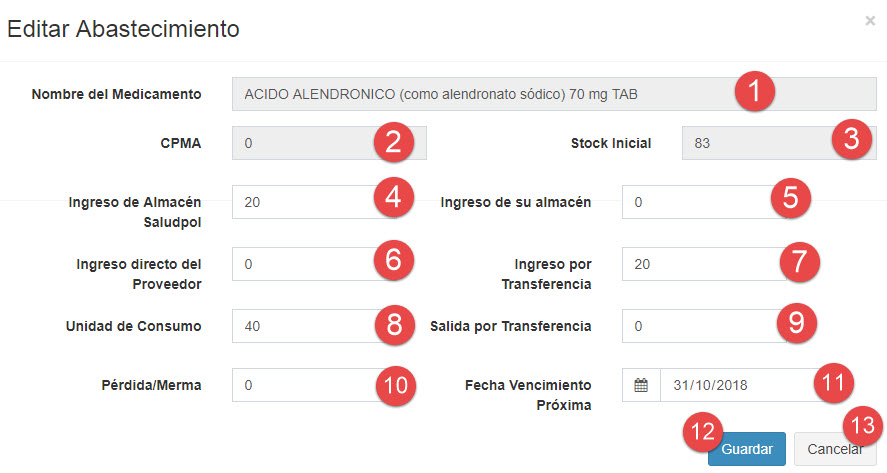 Editar Abastecimiento
×
Nombre del Medicamento ACIDO ALENDRONICO (como alendronato sódico) 70 mg TAB 1
CPMA 0 2 Stock Inicial 83 3
Ingreso de Almacén Saludpol 20 4 Ingreso de su almacén 0 5
Ingreso directo del Proveedor 0 6 Ingreso por Transferencia 20 7
Unidad de Consumo 40 8 Salida por Transferencia 0 9
Pérdida/Merma 0 10 Fecha Vencimiento Próxima 31/10/2018 11
12 Guardar 13 Cancelar